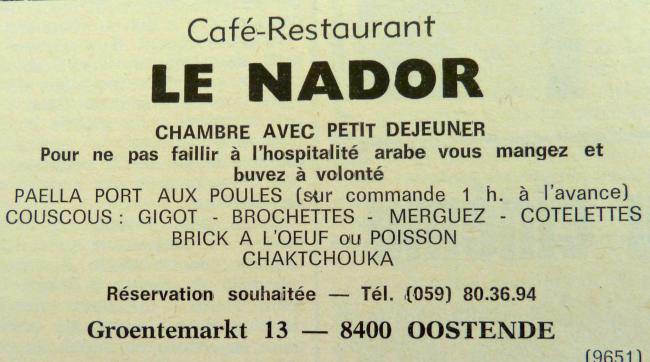 Café-Restaurant
LE NADOR
CHAMBRE AVEC PETIT DEJEUNER
Pour ne pas faillir à l'hospitalité arabe vous mangez et
buvez à volonté
PAELLA PORT AUX POULES (sur commande 1 h. à l'avance)
COUSCOUS : GIGOT - BROCHETTES - MERGUEZ - COTELETTES
BRICK A L'OEUF ou POISSON
CHAKTCHOUKA
Réservation souhaitée — Tél. (059) 80.36.94
Groentemarkt 13 — 8400 OOSTENDE
(9651)